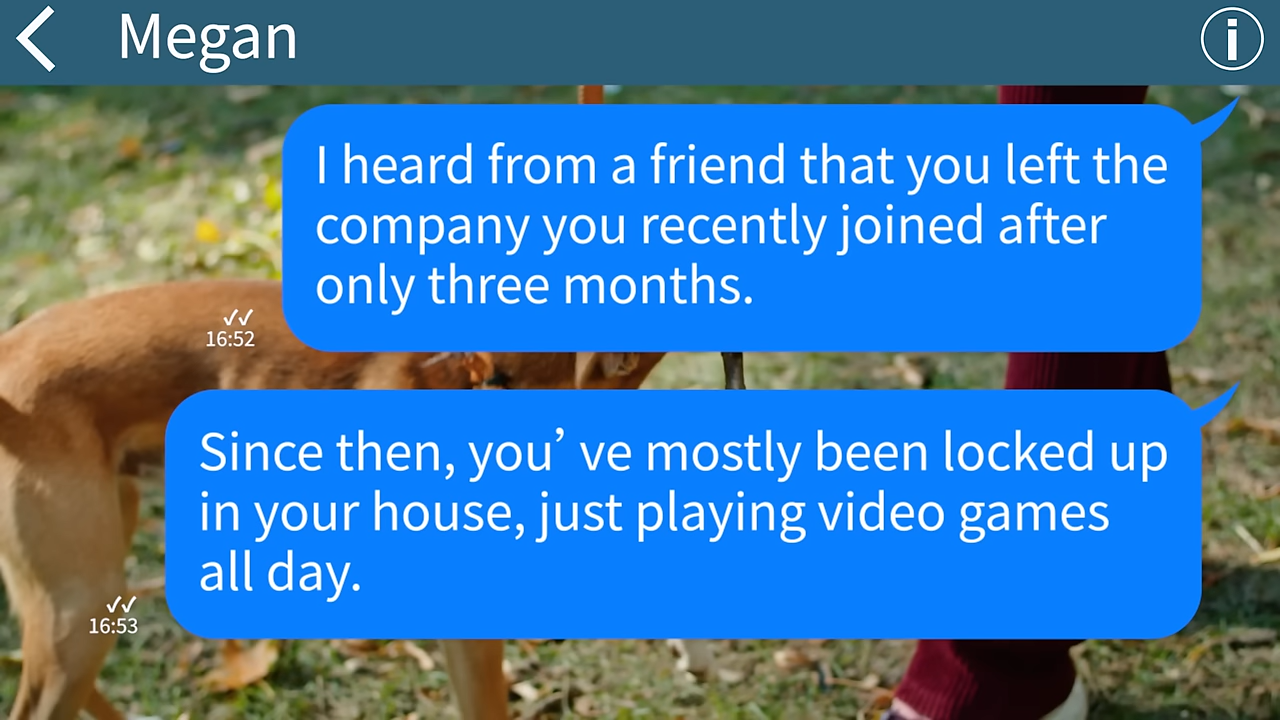 Megan
I heard from a friend that you left the
company you recently joined after
only three months.
16:52
Since then, you’ ve mostly been locked up
in your house, just playing video games
all day.
16:53